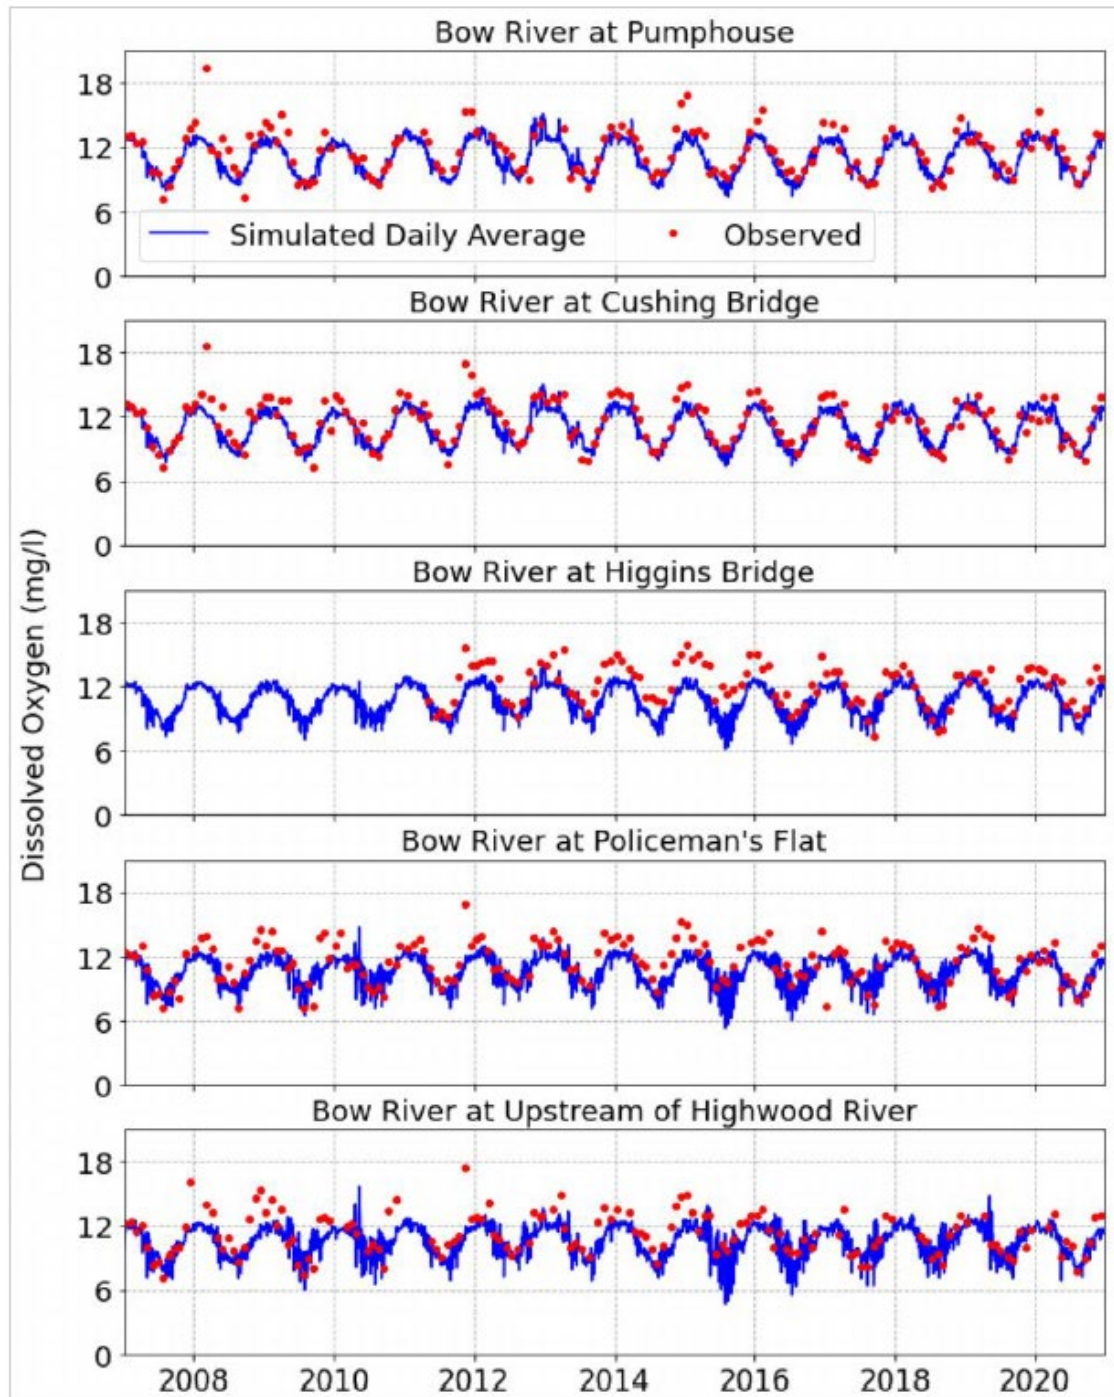 Bow River at Pumphouse
18
12
6
0
Simulated Daily Average
Observed
Bow River at Cushing Bridge
18
12
6
0
Bow River at Higgins Bridge
18
12
6
0
Dissolved Oxygen (mg/l)
Bow River at Policeman's Flat
18
12
6
0
Bow River at Upstream of Highwood River
18
12
6
0
2008 2010 2012 2014 2016 2018 2020